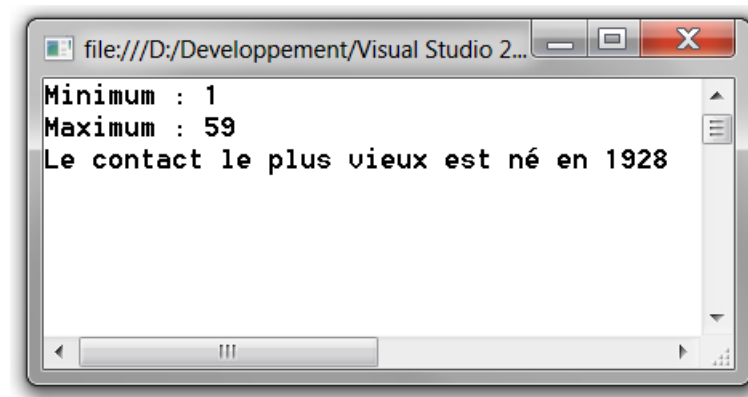 file:///D:/Developpement/Visual Studio 2...
Minimum : 1
Maximum : 59
Le contact le plus vieux est né en 1928